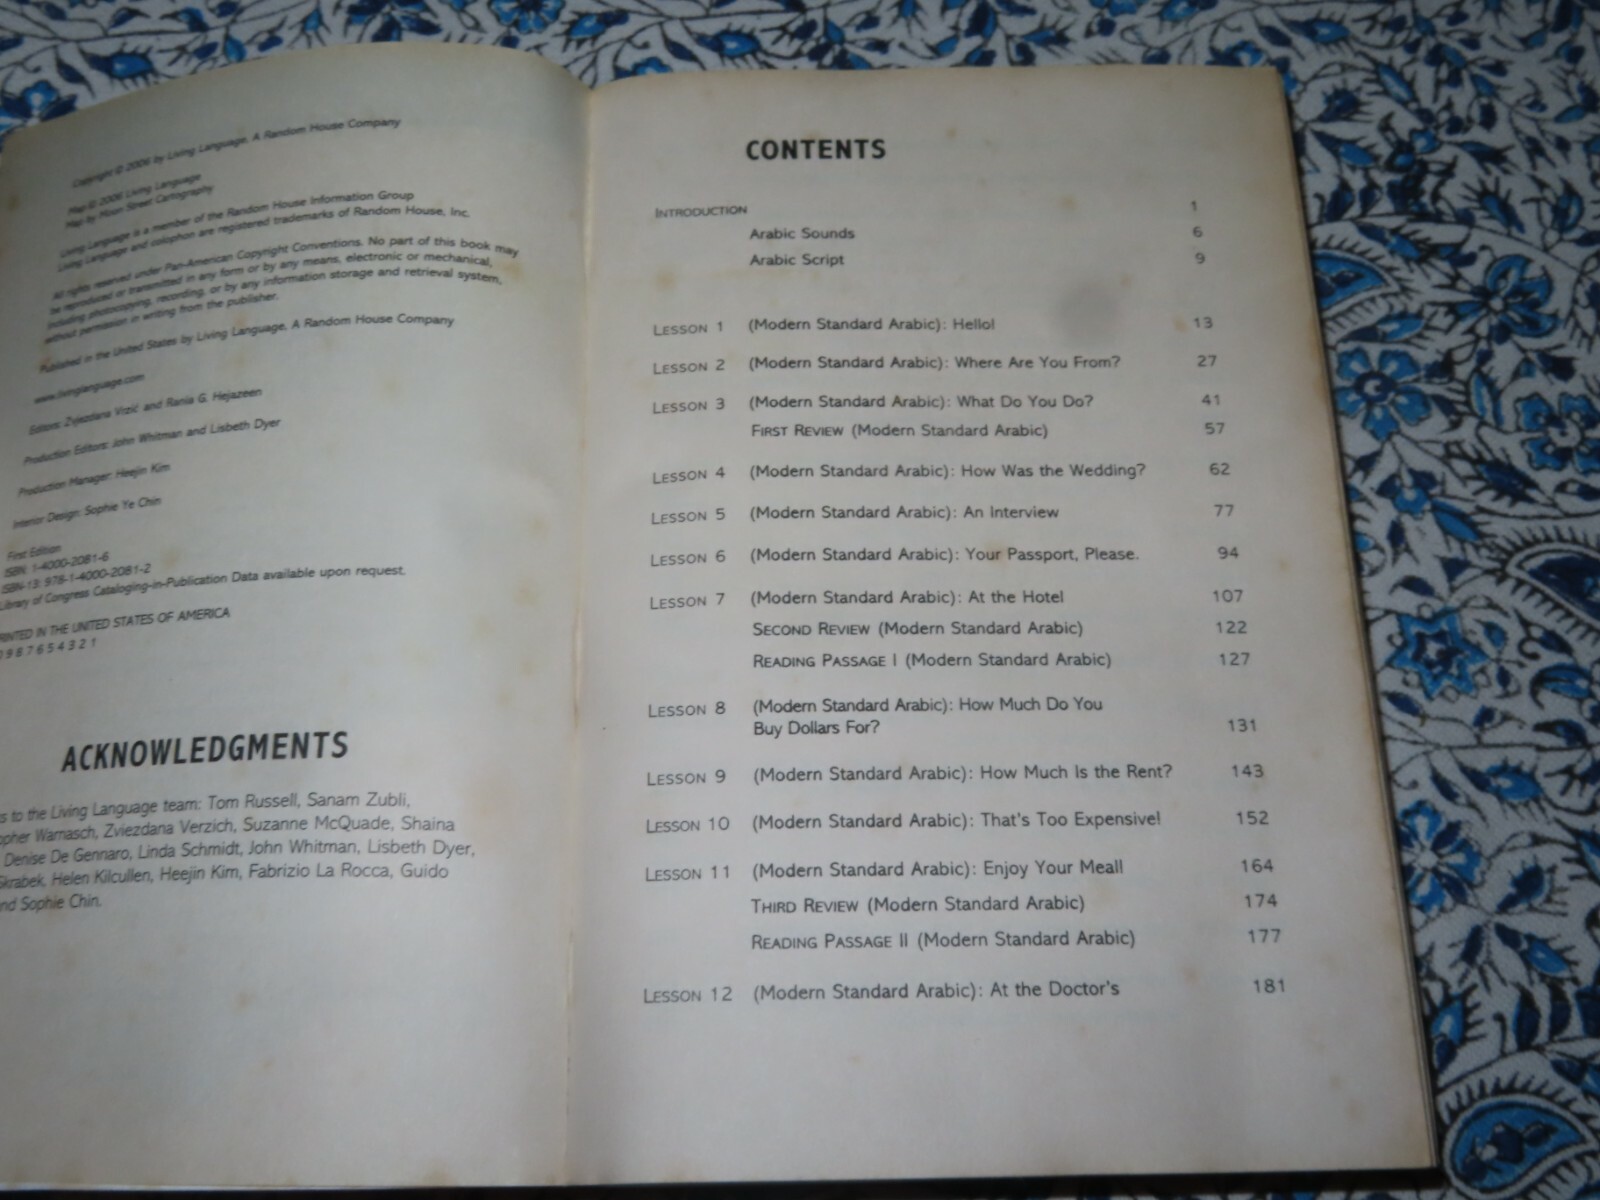 Copyright © 2006 by Living Language, A Random House Company
Map © 2006 Living Language
Map by Moon Street Cartography
Living Language is a member of the Random House Information Group
Living Language and colophon are registered trademarks of Random House, Inc.
All rights reserved under Pan-American Copyright Conventions. No part of this book may
be reproduced or transmitted in any form or by any means, electronic or mechanical,
including photocopying, recording, or by any information storage and retrieval system,
without permission in writing from the publisher.
Published in the United States by Living Language, A Random House Company
www.livinglanguage.com
Editors: Zvjezdana Vrzić and Rania G. Hejazeen
Production Editors: John Whitman and Lisbeth Dyer
Production Manager: Heejin Kim
Interior Design: Sophie Ye Chin
First Edition
ISBN: 1-4000-2081-6
ISBN-13: 978-1-4000-2081-2
Library of Congress Cataloging-in-Publication Data available upon request.
PRINTED IN THE UNITED STATES OF AMERICA
9 8 7 6 5 4 3 2 1
ACKNOWLEDGMENTS
to the Living Language team: Tom Russell, Sanam Zubli,
Warnasch, Zviezdana Verzich, Suzanne McQuade, Shaina
Denise De Gennaro, Linda Schmidt, John Whitman, Lisbeth Dyer,
Skrabek, Helen Kilcullen, Heejin Kim, Fabrizio La Rocca, Guido
and Sophie Chin.
CONTENTS
INTRODUCTION 1
Arabic Sounds 6
Arabic Script 9
LESSON 1 (Modern Standard Arabic): Hello! 13
LESSON 2 (Modern Standard Arabic): Where Are You From? 27
LESSON 3 (Modern Standard Arabic): What Do You Do? 41
FIRST REVIEW (Modern Standard Arabic) 57
LESSON 4 (Modern Standard Arabic): How Was the Wedding? 62
LESSON 5 (Modern Standard Arabic): An Interview 77
LESSON 6 (Modern Standard Arabic): Your Passport, Please. 94
LESSON 7 (Modern Standard Arabic): At the Hotel 107
SECOND REVIEW (Modern Standard Arabic) 122
READING PASSAGE I (Modern Standard Arabic) 127
LESSON 8 (Modern Standard Arabic): How Much Do You
Buy Dollars For? 131
LESSON 9 (Modern Standard Arabic): How Much Is the Rent? 143
LESSON 10 (Modern Standard Arabic): That's Too Expensive! 152
LESSON 11 (Modern Standard Arabic): Enjoy Your Meal! 164
THIRD REVIEW (Modern Standard Arabic) 174
READING PASSAGE II (Modern Standard Arabic) 177
LESSON 12 (Modern Standard Arabic): At the Doctor's 181